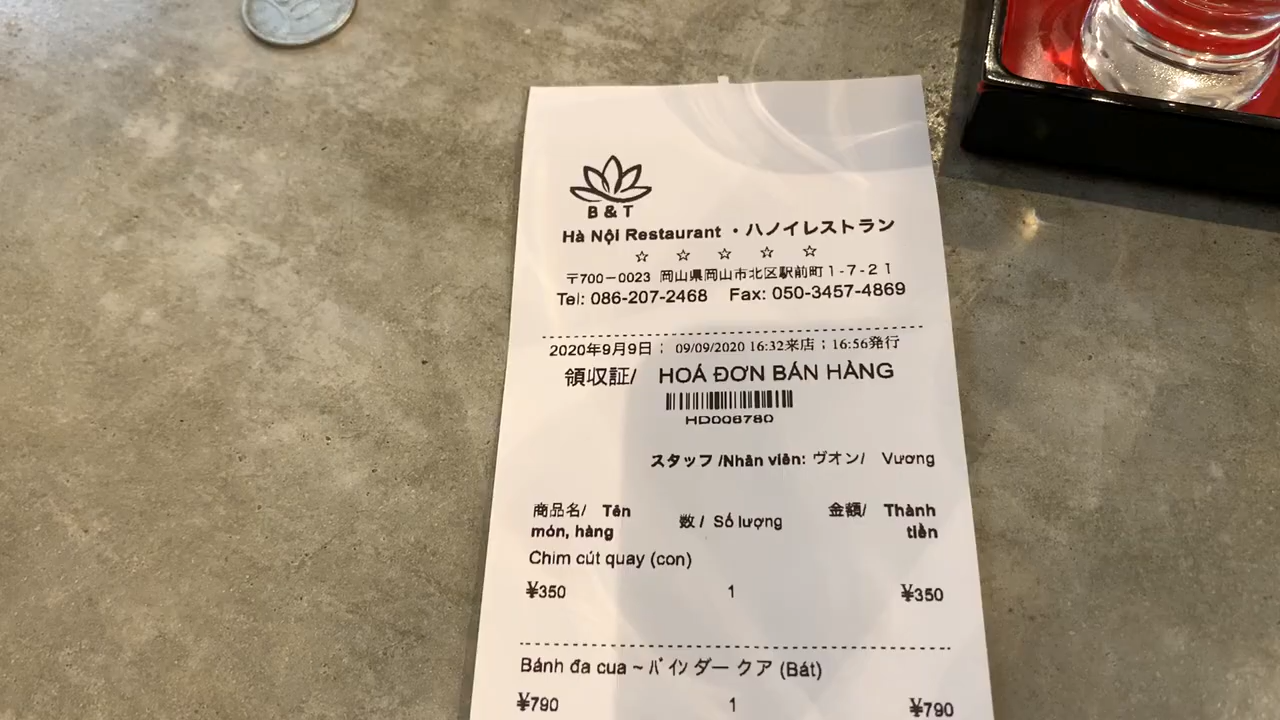 B & T
Hà Nội Restaurant ・ハノイレストラン
☆ ☆ ☆ ☆ ☆
〒700-0023 岡山県岡山市北区駅前町1-7-21
Tel: 086-207-2468 Fax: 050-3457-4869
2020年9月9日; 09/09/2020 16:32来店;16:56発行
領収証/ HOÁ ĐƠN BÁN HÀNG
HD006780
スタッフ /Nhân viên: ヴオン/ Vương
商品名/ Tên món, hàng 数 / Số lượng 金額/ Thành tiền
Chim cút quay (con)
¥350 1 ¥350
Bánh đa cua ~ バインダー クア (Bát)
¥790 1 ¥790